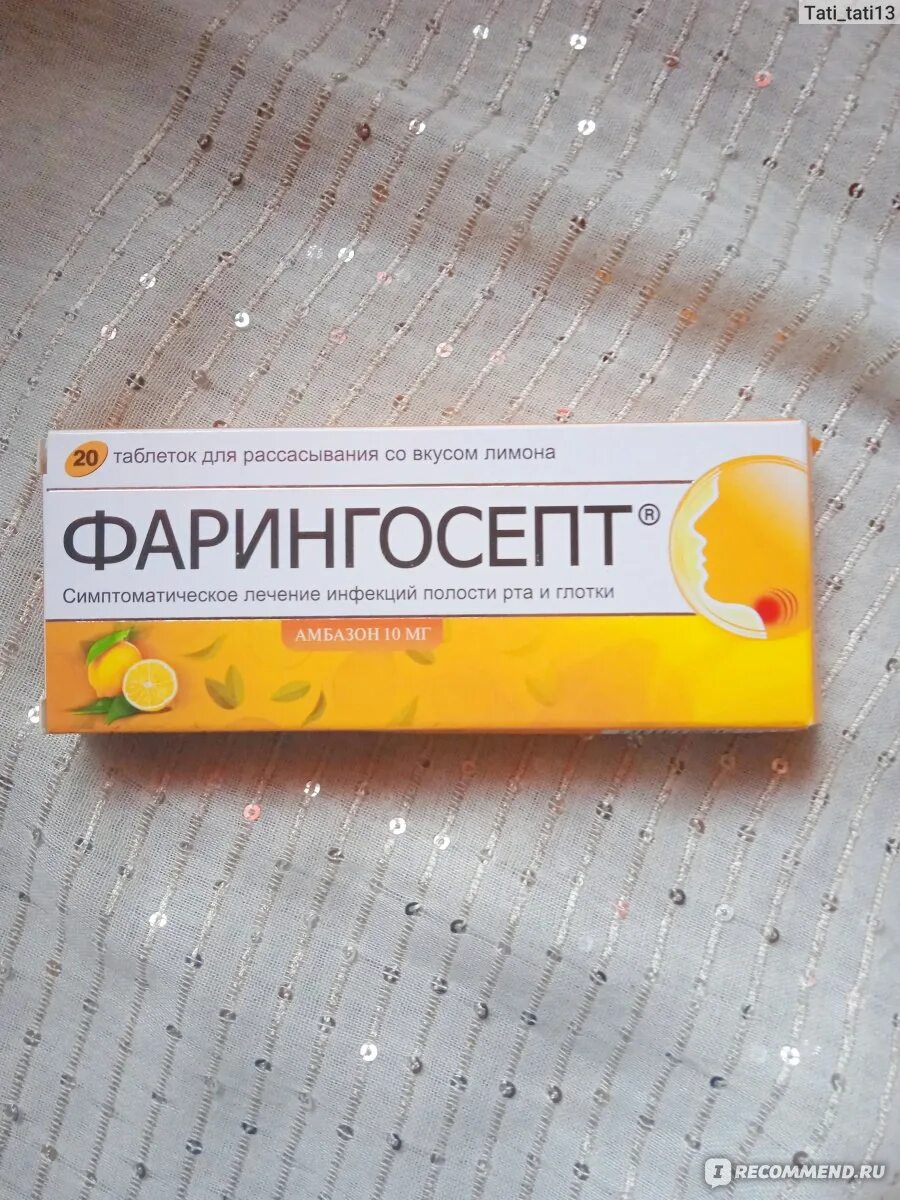 Tati_tati13
20 таблеток для рассасывания со вкусом лимона
ФАРИНГОСЕПТ®
Симптоматическое лечение инфекций полости рта и глотки
АМБАЗОН 10 МГ
IRECOMMEND.RU